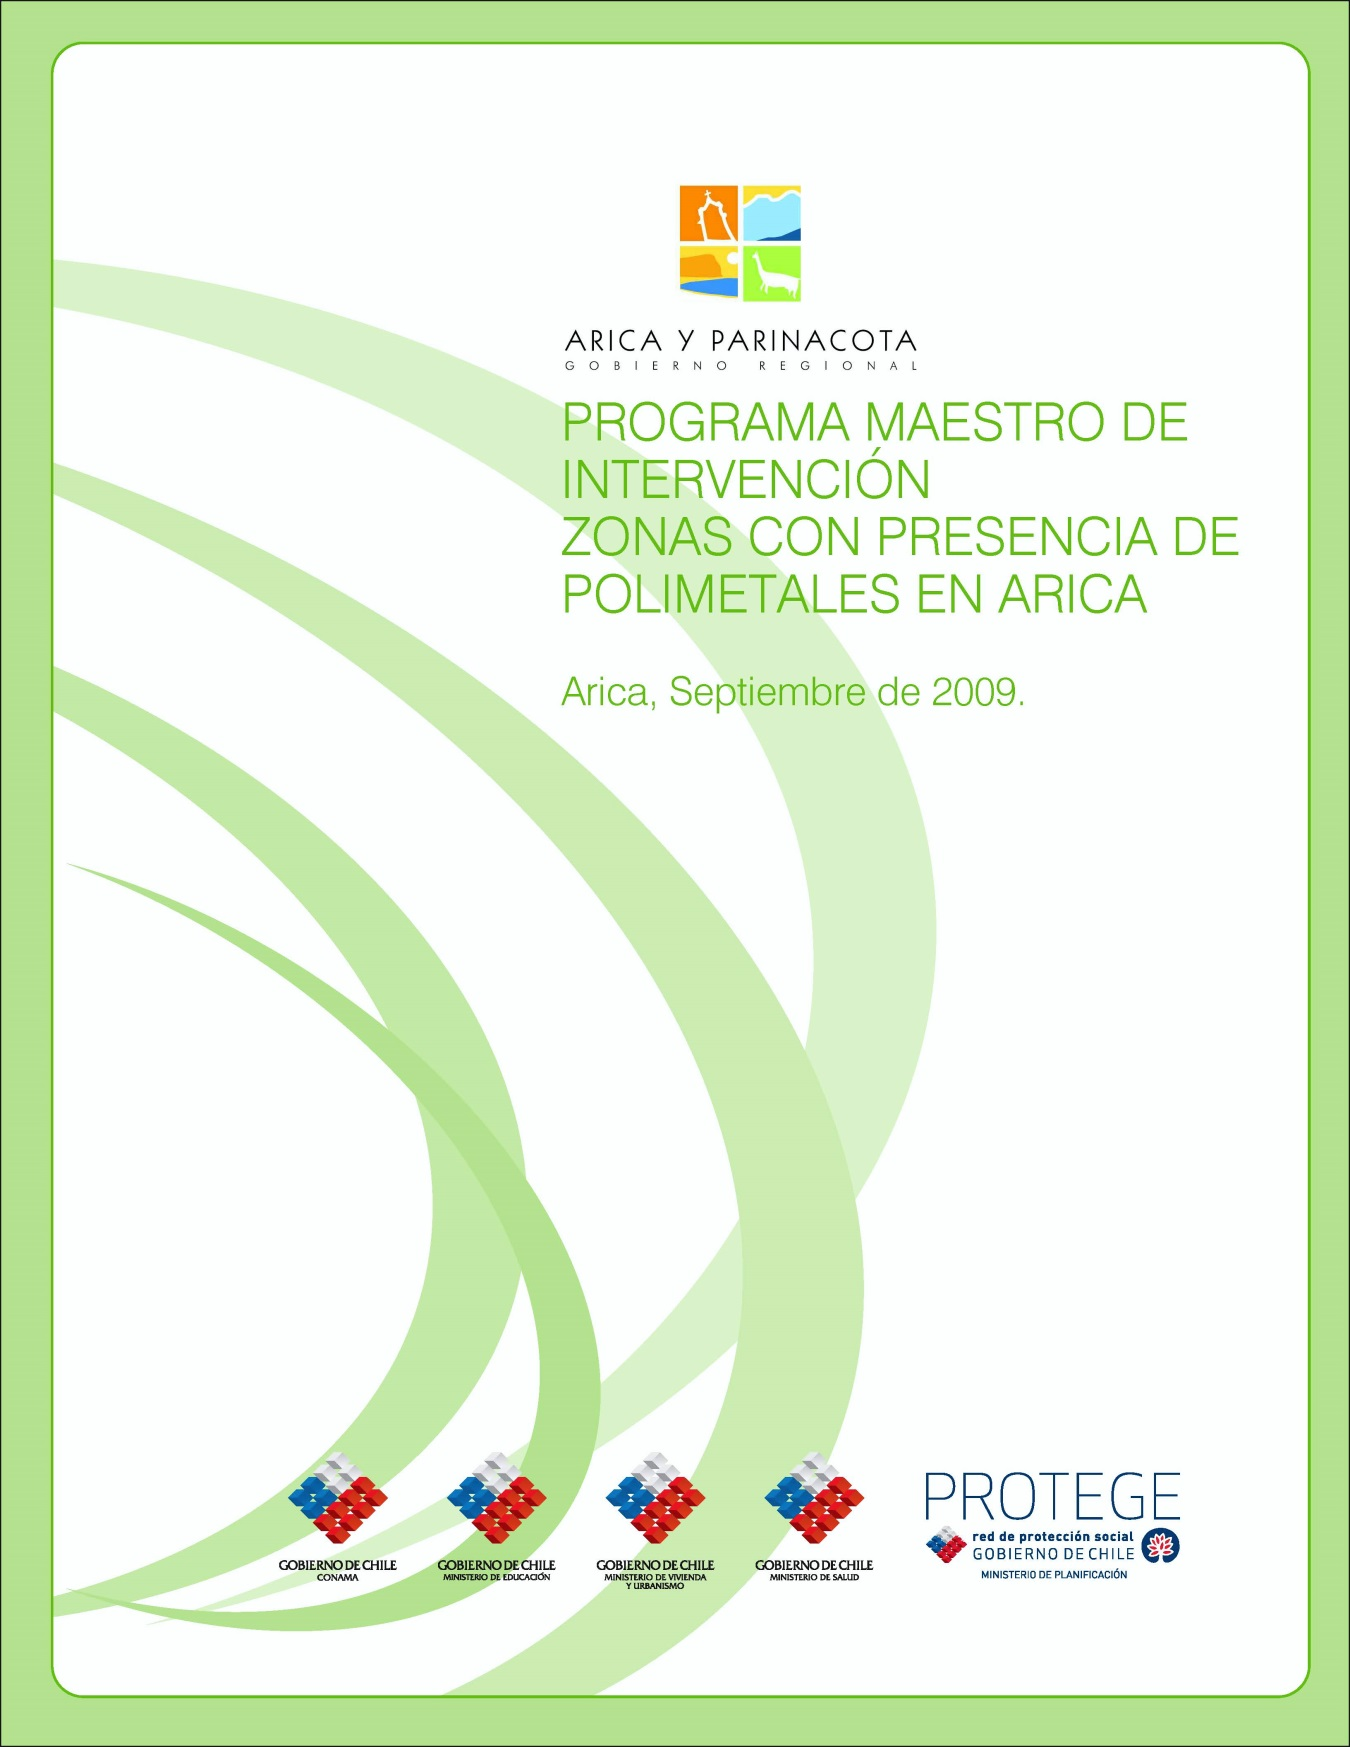 ARICA Y PARINACOTA
GOBIERNO REGIONAL
PROGRAMA MAESTRO DE
INTERVENCIÓN
ZONAS CON PRESENCIA DE
POLIMETALES EN ARICA
Arica, Septiembre de 2009.
GOBIERNO DE CHILE
CONAMA
GOBIERNO DE CHILE
MINISTERIO DE EDUCACIÓN
GOBIERNO DE CHILE
MINISTERIO DE VIVIENDA
Y URBANISMO
GOBIERNO DE CHILE
MINISTERIO DE SALUD
PROTEGE
red de protección social
GOBIERNO DE CHILE
MINISTERIO DE PLANIFICACIÓN